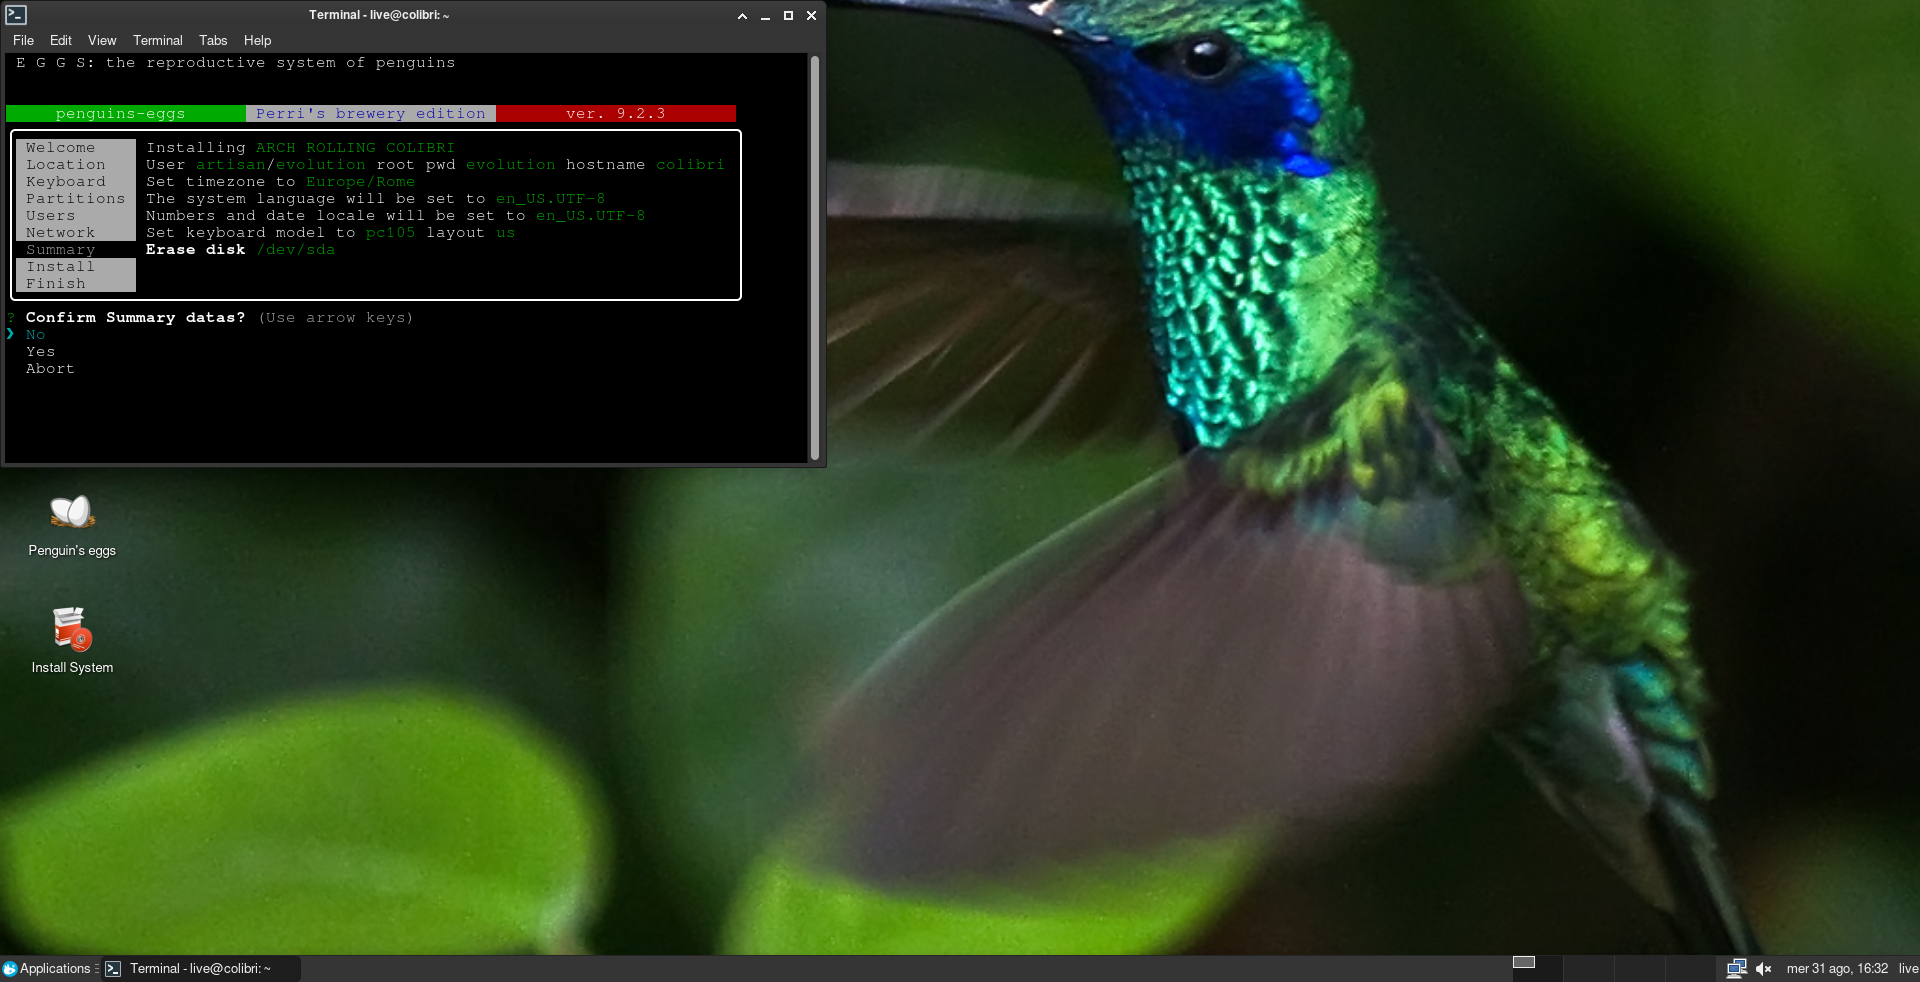 Terminal - live@colibri: ~
File Edit View Terminal Tabs Help
E G G S: the reproductive system of penguins
penguins-eggs Perri's brewery edition ver. 9.2.3
Welcome Installing ARCH ROLLING COLIBRI
Location User artisan/evolution root pwd evolution hostname colibri
Keyboard Set timezone to Europe/Rome
Partitions The system language will be set to en_US.UTF-8
Users Numbers and date locale will be set to en_US.UTF-8
Network Set keyboard model to pc105 layout us
Summary Erase disk /dev/sda
Install
Finish
? Confirm Summary datas? (Use arrow keys)
❯ No
Yes
Abort
Penguin's eggs
Install System
Applications Terminal - live@colibri: ~ mer 31 ago, 16:32 live